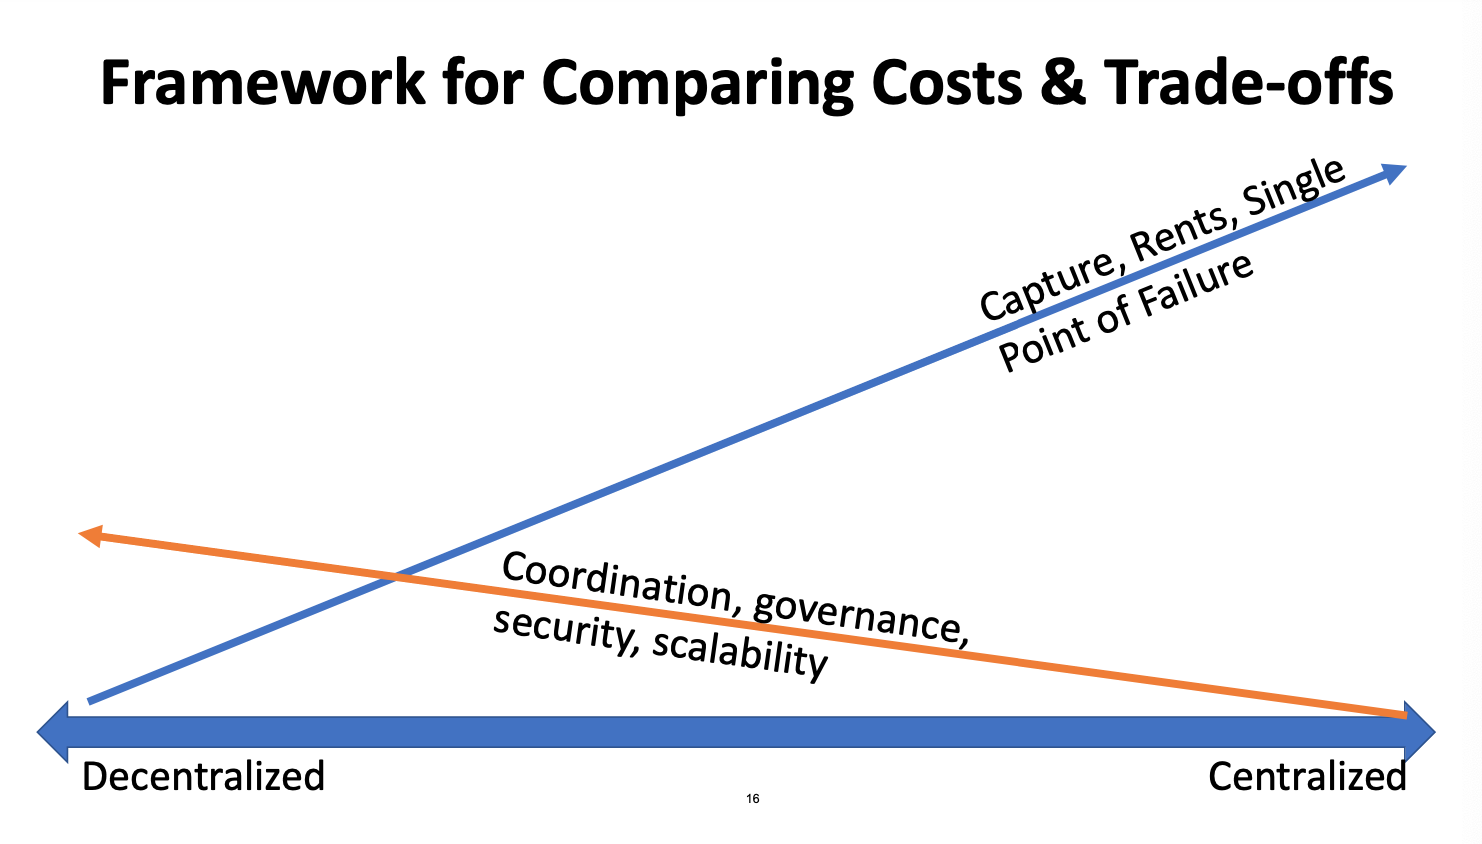 Framework for Comparing Costs & Trade-offs
Capture, Rents, Single
Point of Failure
Coordination, governance,
security, scalability
Decentralized
Centralized
16